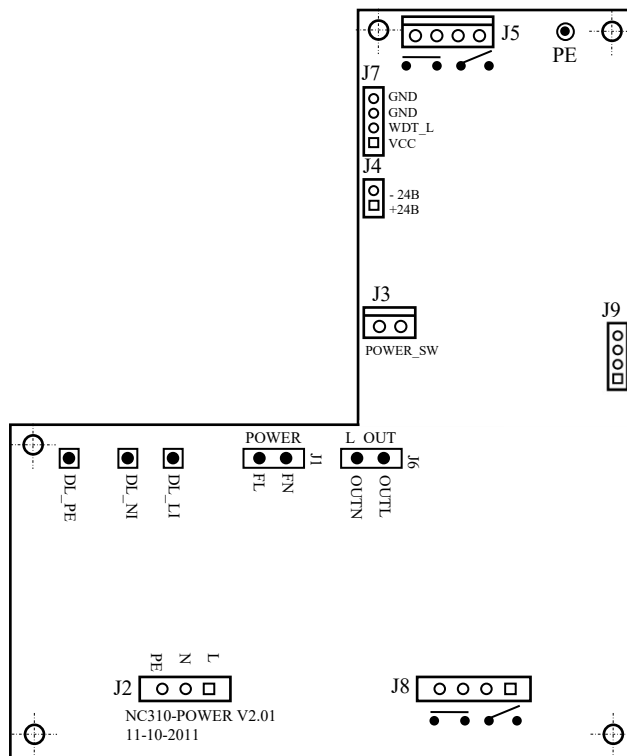 J5
PE
J7
GND
GND
WDT_L
VCC
J4
- 24B
+24B
J3
POWER_SW
J9
POWER
J1
FL
FN
L OUT
J6
OUTN
OUTL
DL_PE
DL_NI
DL_LI
PE
N
L
J2
J8
NC310-POWER V2.01
11-10-2011